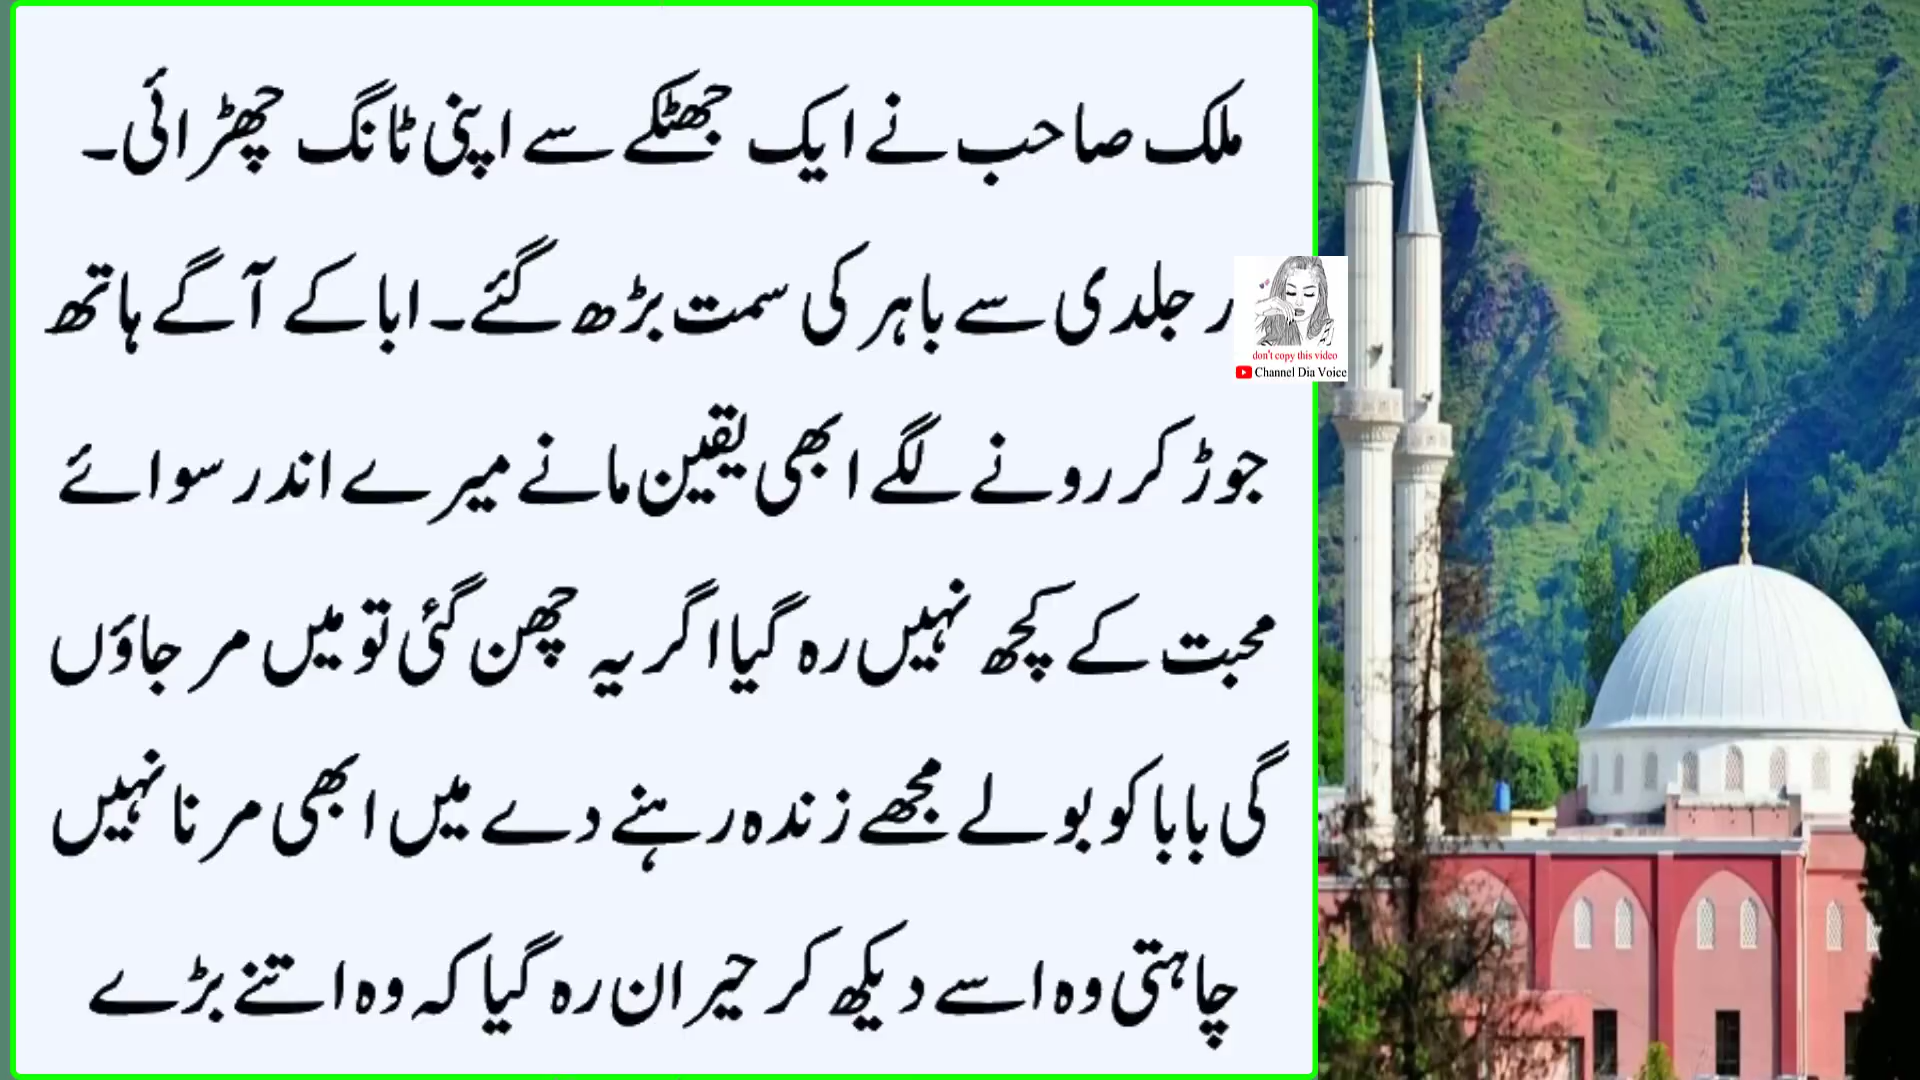 ملک صاحب نے ایک جھٹکے سے اپنی ٹانگ چھڑائی۔
ر جلدی سے باہر کی سمت بڑھ گئے۔ ابا کے آگے ہاتھ
جوڑ کر رونے لگے ابھی یقین مانے میرے اندر سوائے
محبت کے کچھ نہیں رہ گیا اگر یہ چھن گئی تو میں مر جاؤں
گی بابا کو بولے مجھے زندہ رہنے دے میں ابھی مرنا نہیں
چاہتی وہ اسے دیکھ کر حیران رہ گیا کہ وہ اتنے بڑے
don't copy this video
Channel Dia Voice